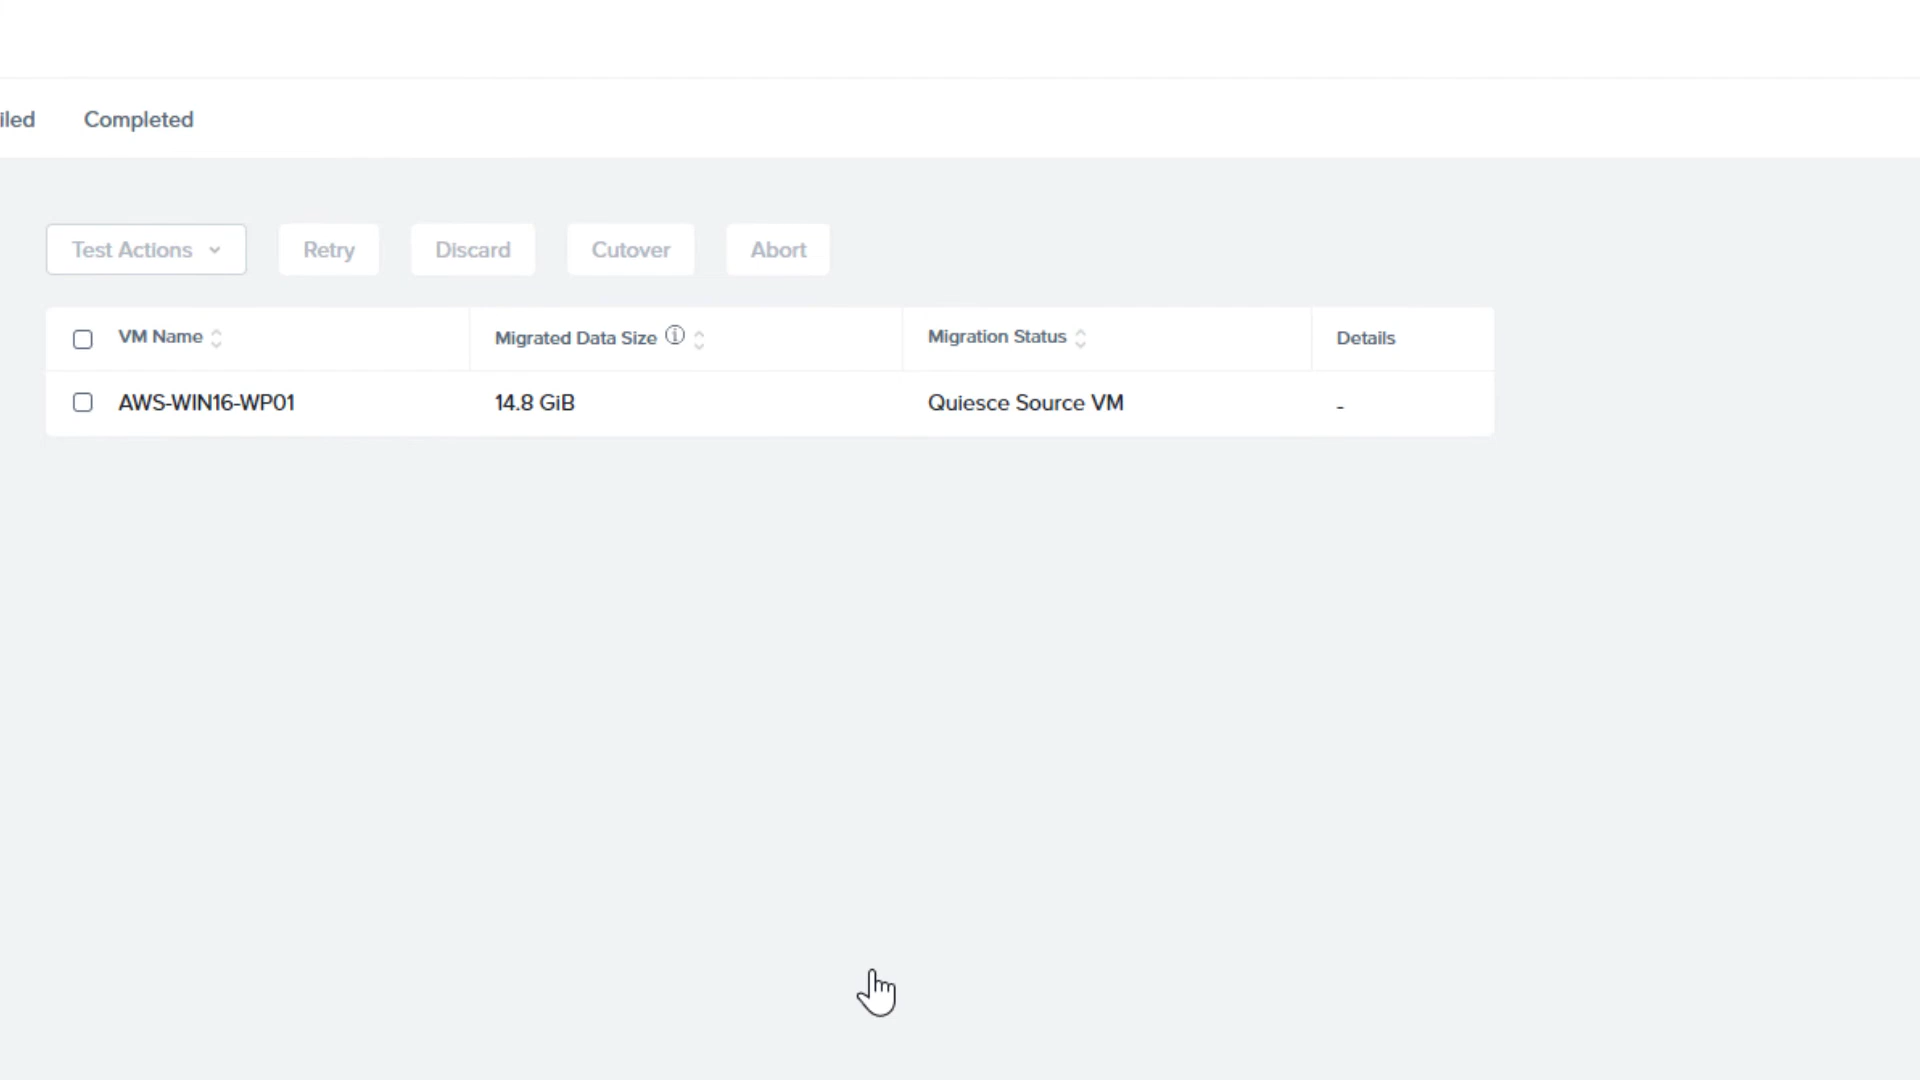 iled Completed
Test Actions Retry Discard Cutover Abort
VM Name Migrated Data Size Migration Status Details
AWS-WIN16-WP01 14.8 GiB Quiesce Source VM -